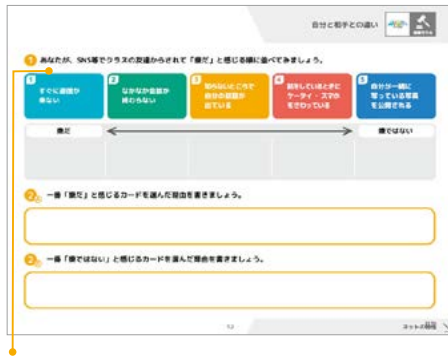 自分と相手との違い
1 あなたが、SNS等でクラスの友達からされて「嫌だ」と感じる順に並べてみましょう。
1
すぐに返信が
来ない
2
なかなか会話が
終わらない
3
知らないところで
自分の話題が
出ている
4
話をしているときに
ケータイ・スマホ
をさわっている
5
自分が一緒に
写っている写真
を公開される
嫌だ
嫌ではない
2 一番「嫌だ」と感じるカードを選んだ理由を書きましょう。
2 一番「嫌ではない」と感じるカードを選んだ理由を書きましょう。